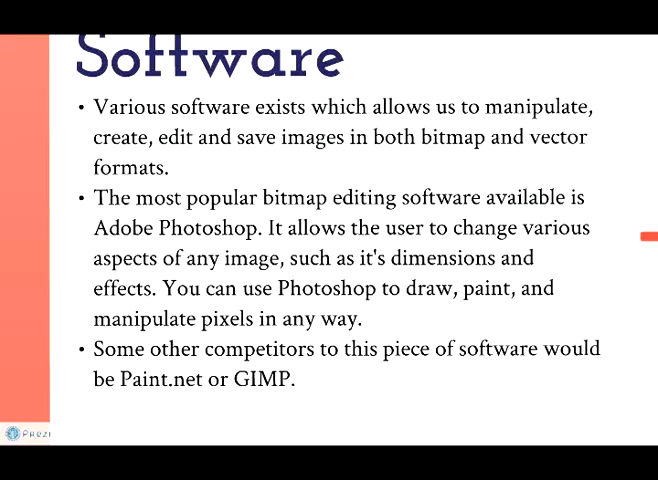 Software
• Various software exists which allows us to manipulate,
create, edit and save images in both bitmap and vector
formats.
• The most popular bitmap editing software available is
Adobe Photoshop. It allows the user to change various
aspects of any image, such as it's dimensions and
effects. You can use Photoshop to draw, paint, and
manipulate pixels in any way.
• Some other competitors to this piece of software would
be Paint.net or GIMP.
PREZI